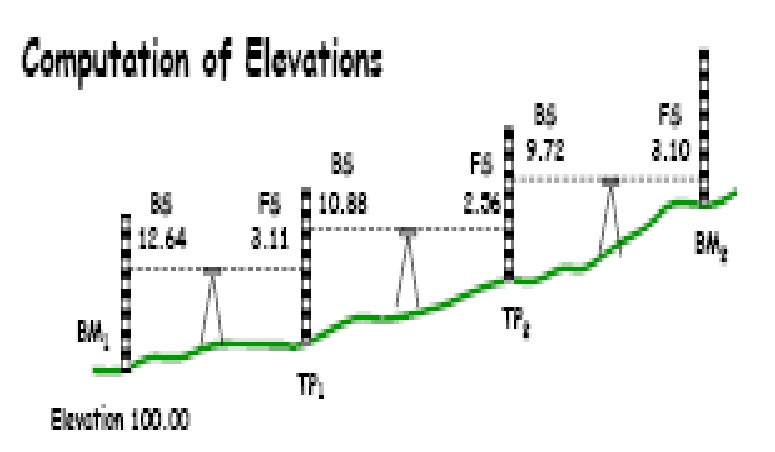 Computation of Elevations
BS
9.72
FS
3.10
BS
10.88
FS
2.56
BS
12.64
FS
3.11
BM₂
BM₁
TP₂
TP₁
Elevation 100.00